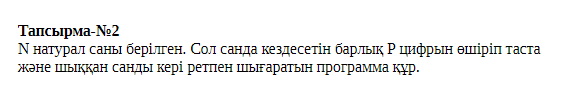 Тапсырма-№2
N натурал саны берілген. Сол санда кездесетін барлық P цифрын өшіріп таста
және шыққан санды кері ретпен шығаратын программа құр.